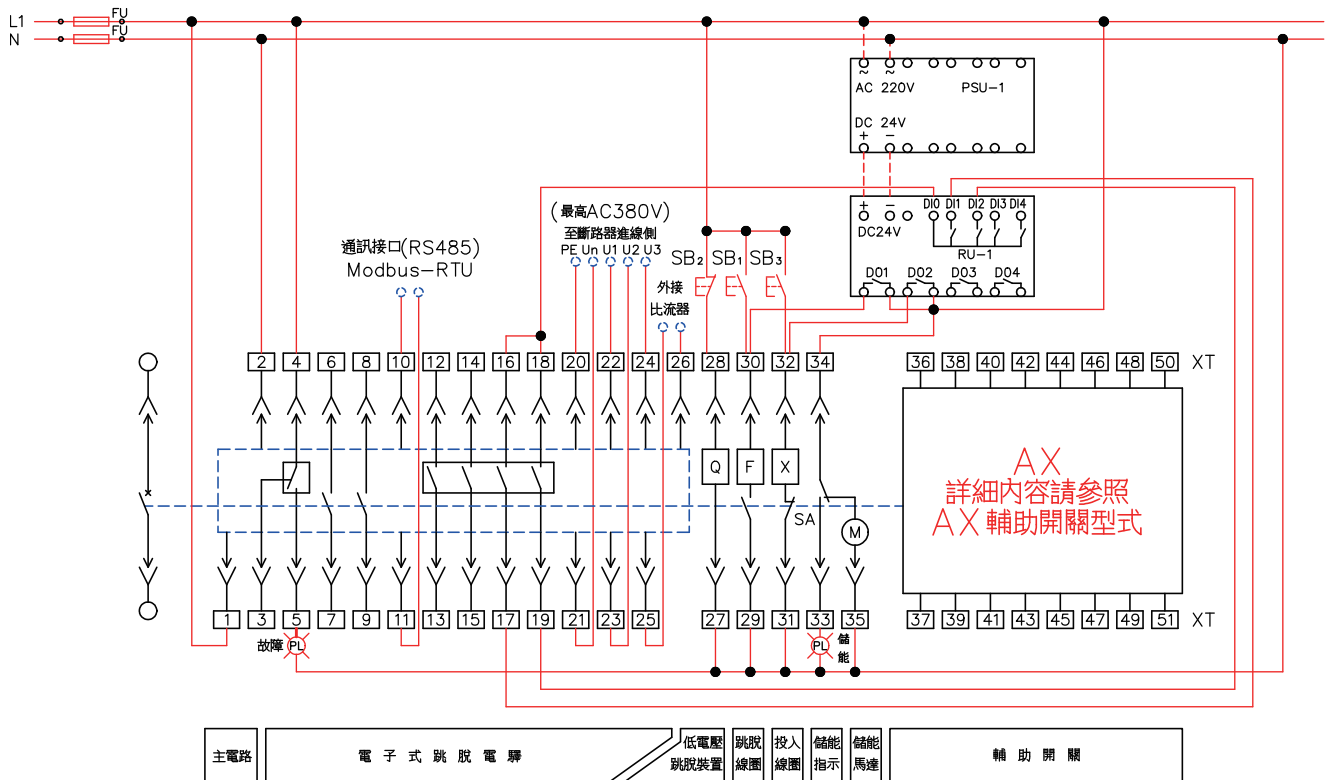 L1 FU
N FU
AC 220V PSU-1
DC 24V
+ −
+ − DI0 DI1 DI2 DI3 DI4
DC24V
RU-1
DO1 DO2 DO3 DO4
(最高AC380V)
至斷路器進線側
PE Un U1 U2 U3
通訊接口(RS485)
Modbus-RTU
SB₂ SB₁ SB₃
外接
比流器
2 4 6 8 10 12 14 16 18 20 22 24 26 28 30 32 34 36 38 40 42 44 46 48 50 XT
Q F X
SA
M
AX
詳細內容請參照
AX 輔助開關型式
1 3 5 7 9 11 13 15 17 19 21 23 25 27 29 31 33 35 37 39 41 43 45 47 49 51 XT
故障 PL
PL 儲
能
主電路
電子式跳脫電驛
低電壓
跳脫裝置
跳脫
線圈
投入
線圈
儲能
指示
儲能
馬達
輔助開關